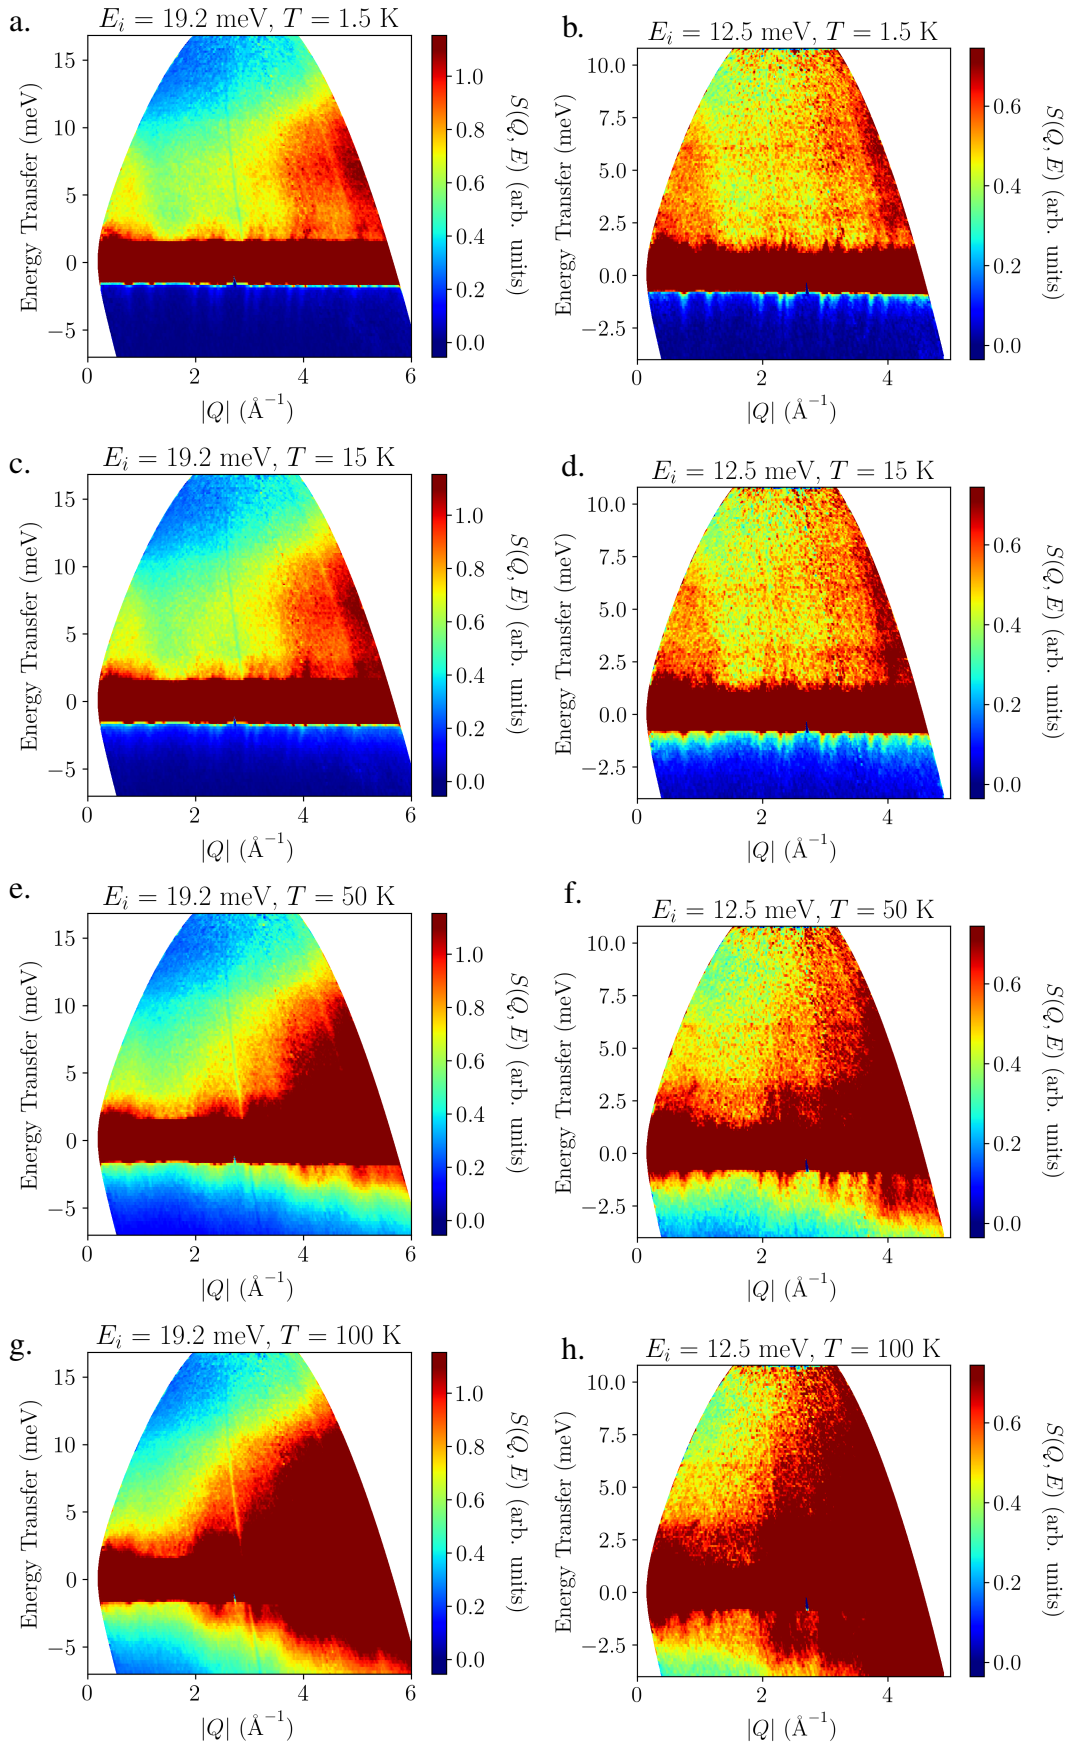 a.
E_i = 19.2 meV, T = 1.5 K
Energy Transfer (meV)
15
10
5
0
−5
0 2 4 6
|Q| (Å⁻¹)
1.0
0.8
0.6
0.4
0.2
0.0
S(Q, E) (arb. units)
b.
E_i = 12.5 meV, T = 1.5 K
Energy Transfer (meV)
10.0
7.5
5.0
2.5
0.0
−2.5
0 2 4
|Q| (Å⁻¹)
0.6
0.4
0.2
0.0
S(Q, E) (arb. units)
c.
E_i = 19.2 meV, T = 15 K
Energy Transfer (meV)
15
10
5
0
−5
0 2 4 6
|Q| (Å⁻¹)
1.0
0.8
0.6
0.4
0.2
0.0
S(Q, E) (arb. units)
d.
E_i = 12.5 meV, T = 15 K
Energy Transfer (meV)
10.0
7.5
5.0
2.5
0.0
−2.5
0 2 4
|Q| (Å⁻¹)
0.6
0.4
0.2
0.0
S(Q, E) (arb. units)
e.
E_i = 19.2 meV, T = 50 K
Energy Transfer (meV)
15
10
5
0
−5
0 2 4 6
|Q| (Å⁻¹)
1.0
0.8
0.6
0.4
0.2
0.0
S(Q, E) (arb. units)
f.
E_i = 12.5 meV, T = 50 K
Energy Transfer (meV)
10.0
7.5
5.0
2.5
0.0
−2.5
0 2 4
|Q| (Å⁻¹)
0.6
0.4
0.2
0.0
S(Q, E) (arb. units)
g.
E_i = 19.2 meV, T = 100 K
Energy Transfer (meV)
15
10
5
0
−5
0 2 4 6
|Q| (Å⁻¹)
1.0
0.8
0.6
0.4
0.2
0.0
S(Q, E) (arb. units)
h.
E_i = 12.5 meV, T = 100 K
Energy Transfer (meV)
10.0
7.5
5.0
2.5
0.0
−2.5
0 2 4
|Q| (Å⁻¹)
0.6
0.4
0.2
0.0
S(Q, E) (arb. units)